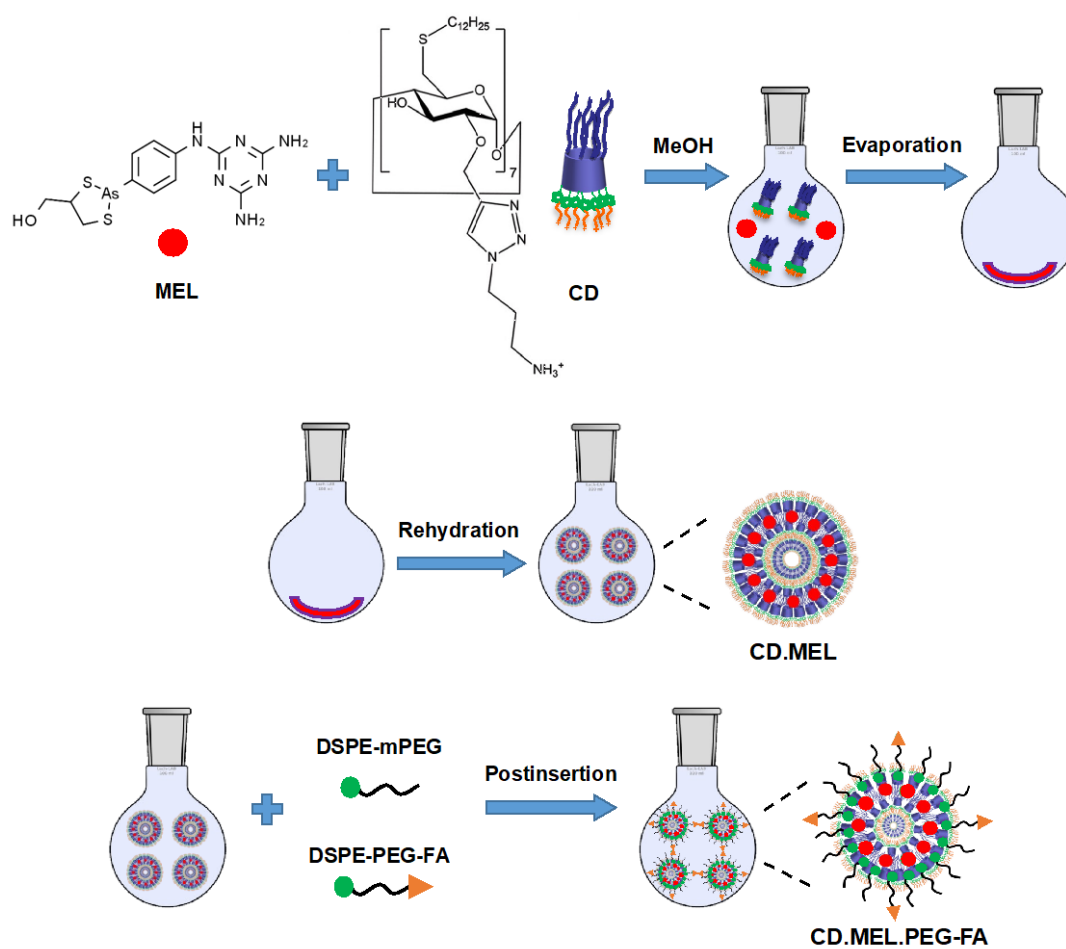 S
C12H25
O
HO
O
O
O
7
H
N
N
NH2
N
N
NH2
As
S
S
HO
MEL
N
N
N
NH3+
CD
MeOH
Evaporation
Rehydration
CD.MEL
DSPE-mPEG
DSPE-PEG-FA
Postinsertion
CD.MEL.PEG-FA